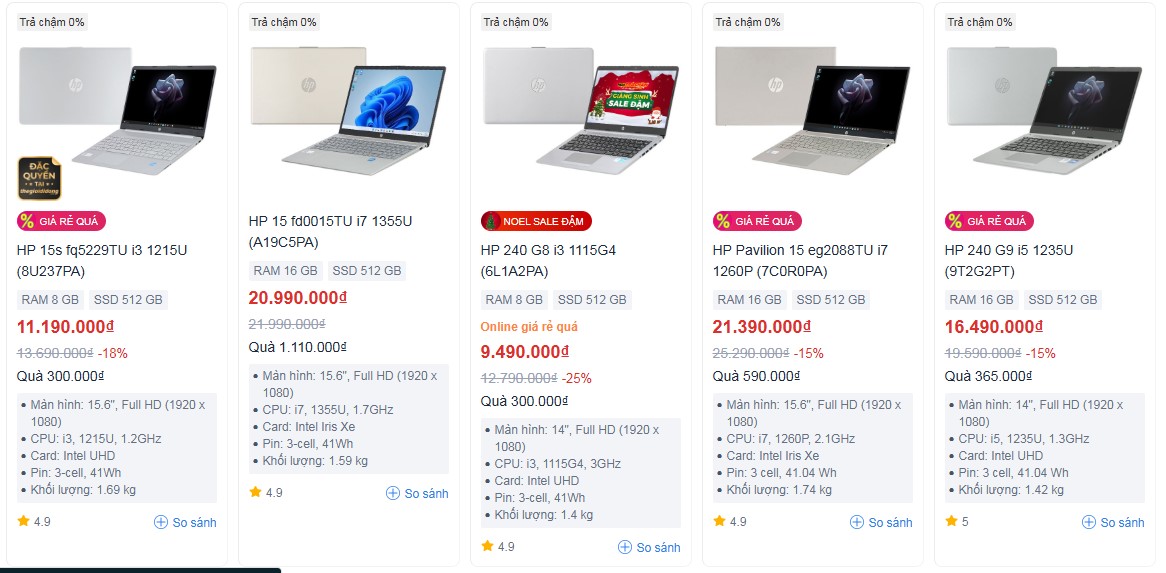 Trả chậm 0%
ĐẶC
QUYỀN
TẠI
thegioididong
% GIÁ RẺ QUÁ
HP 15s fq5229TU i3 1215U
(8U237PA)
RAM 8 GB SSD 512 GB
11.190.000₫
13.690.000₫ -18%
Quà 300.000₫
• Màn hình: 15.6", Full HD (1920 x
1080)
• CPU: i3, 1215U, 1.2GHz
• Card: Intel UHD
• Pin: 3-cell, 41Wh
• Khối lượng: 1.69 kg
4.9 So sánh
Trả chậm 0%
HP 15 fd0015TU i7 1355U
(A19C5PA)
RAM 16 GB SSD 512 GB
20.990.000₫
21.990.000₫
Quà 1.110.000₫
• Màn hình: 15.6", Full HD (1920 x
1080)
• CPU: i7, 1355U, 1.7GHz
• Card: Intel Iris Xe
• Pin: 3-cell, 41Wh
• Khối lượng: 1.59 kg
4.9 So sánh
Trả chậm 0%
GIÁNG SINH
SALE ĐẬM
NOEL SALE ĐẬM
HP 240 G8 i3 1115G4
(6L1A2PA)
RAM 8 GB SSD 512 GB
Online giá rẻ quá
9.490.000₫
12.790.000₫ -25%
Quà 300.000₫
• Màn hình: 14", Full HD (1920 x
1080)
• CPU: i3, 1115G4, 3GHz
• Card: Intel UHD
• Pin: 3-cell, 41Wh
• Khối lượng: 1.4 kg
4.9 So sánh
Trả chậm 0%
% GIÁ RẺ QUÁ
HP Pavilion 15 eg2088TU i7
1260P (7C0R0PA)
RAM 16 GB SSD 512 GB
21.390.000₫
25.290.000₫ -15%
Quà 590.000₫
• Màn hình: 15.6", Full HD (1920 x
1080)
• CPU: i7, 1260P, 2.1GHz
• Card: Intel Iris Xe
• Pin: 3 cell, 41.04 Wh
• Khối lượng: 1.74 kg
4.9 So sánh
Trả chậm 0%
% GIÁ RẺ QUÁ
HP 240 G9 i5 1235U
(9T2G2PT)
RAM 16 GB SSD 512 GB
16.490.000₫
19.590.000₫ -15%
Quà 365.000₫
• Màn hình: 14", Full HD (1920 x
1080)
• CPU: i5, 1235U, 1.3GHz
• Card: Intel UHD
• Pin: 3 cell, 41.04 Wh
• Khối lượng: 1.42 kg
5 So sánh